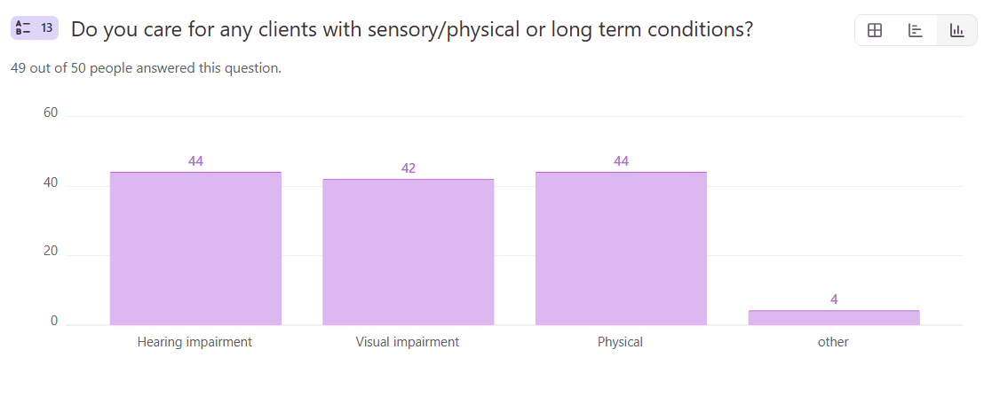 A
B
13
Do you care for any clients with sensory/physical or long term conditions?
49 out of 50 people answered this question.
60
44
42
44
40
20
4
0
Hearing impairment
Visual impairment
Physical
other